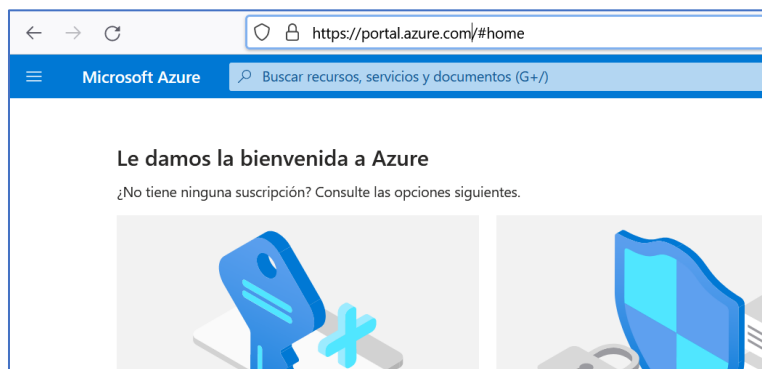 https://portal.azure.com/#home
Microsoft Azure
Buscar recursos, servicios y documentos (G+/)
Le damos la bienvenida a Azure
¿No tiene ninguna suscripción? Consulte las opciones siguientes.